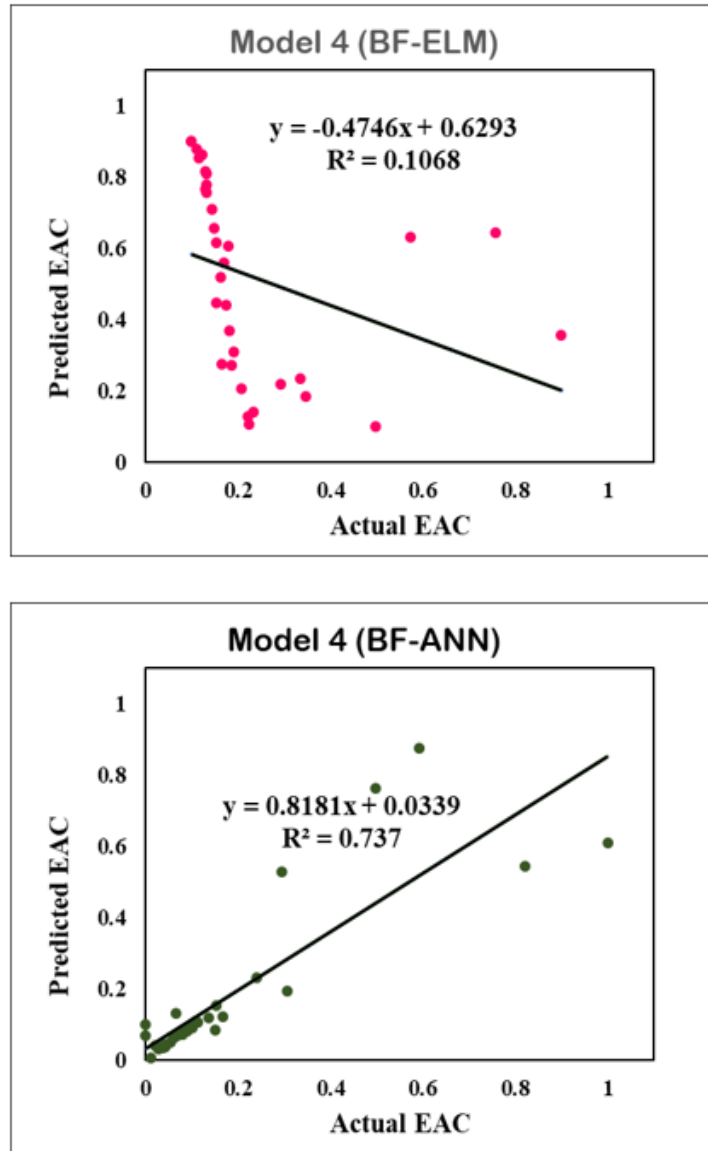 Model 4 (BF-ELM)
y = -0.4746x + 0.6293
R² = 0.1068
1
0.8
0.6
0.4
0.2
0
Predicted EAC
0 0.2 0.4 0.6 0.8 1
Actual EAC
Model 4 (BF-ANN)
y = 0.8181x + 0.0339
R² = 0.737
1
0.8
0.6
0.4
0.2
0
Predicted EAC
0 0.2 0.4 0.6 0.8 1
Actual EAC